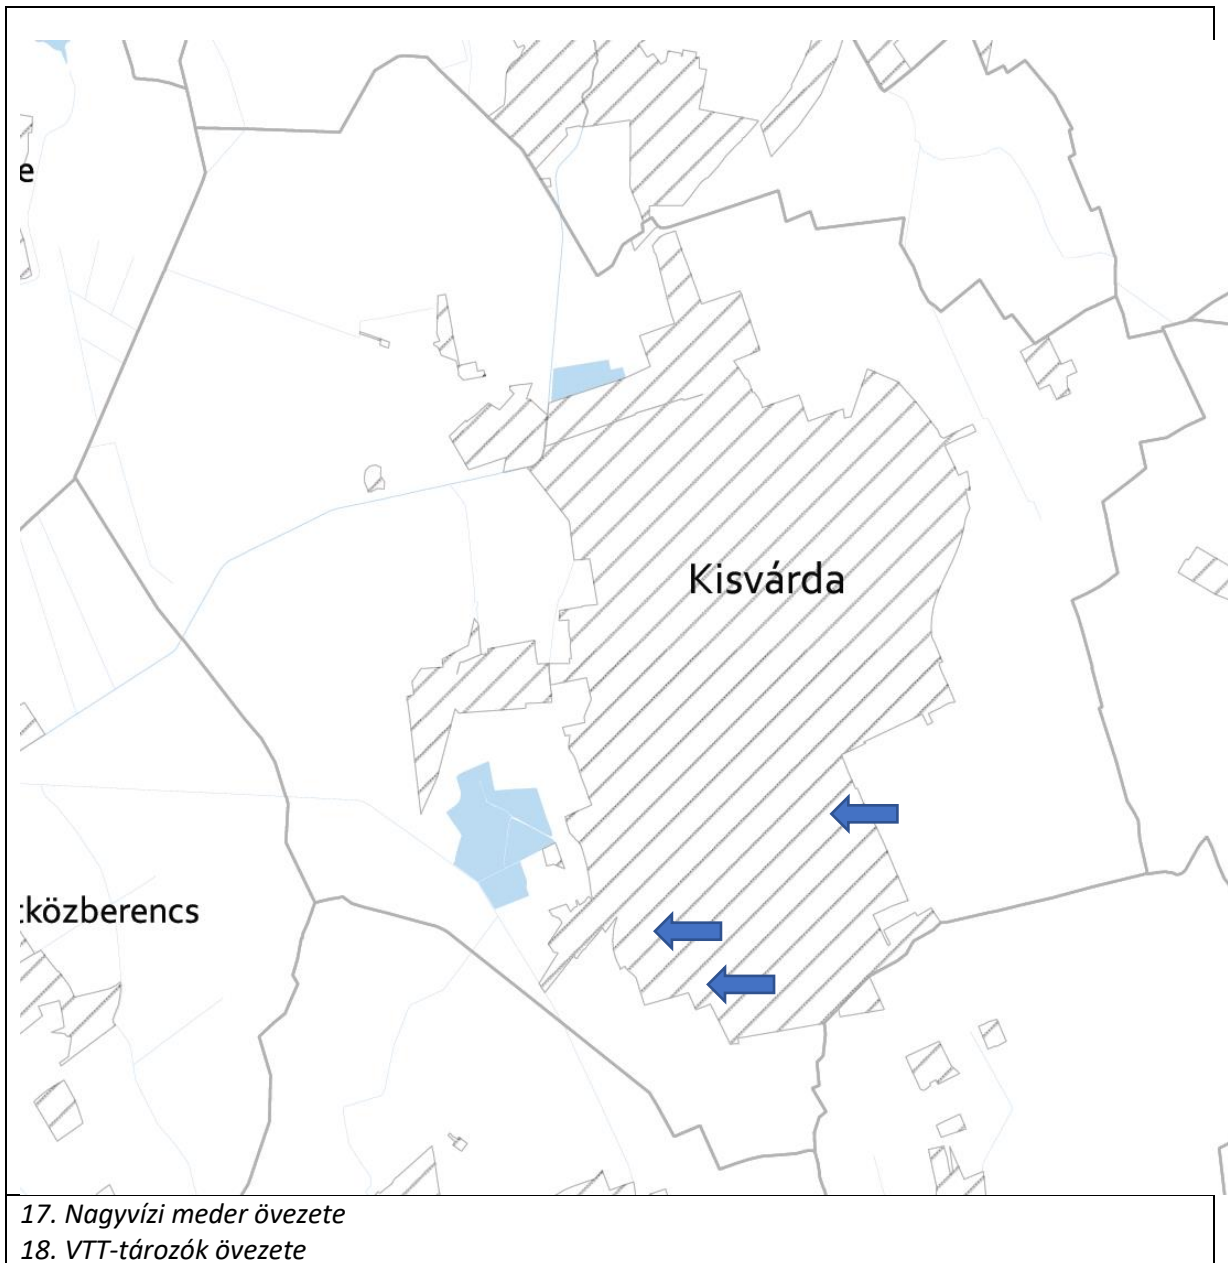 e
Kisvárda
:közberencs
17. Nagyvízi meder övezete
18. VTT-tározók övezete